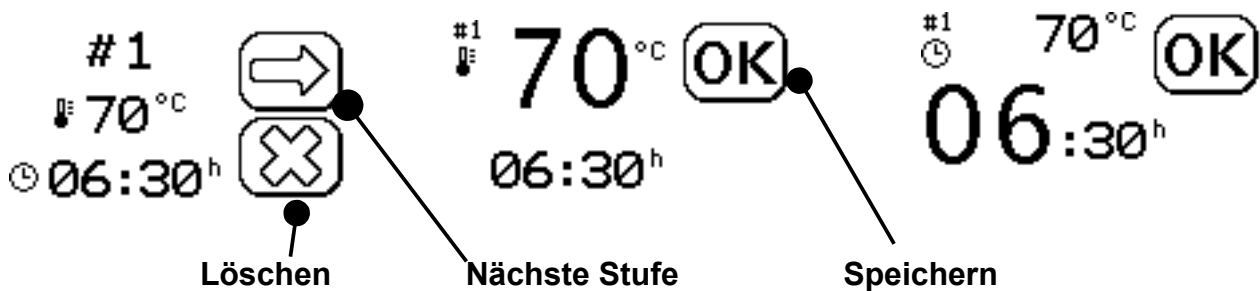 #1
70°C
06:30h
#1
70°C
OK
06:30h
#1
70°C
OK
06:30h
Löschen
Nächste Stufe
Speichern